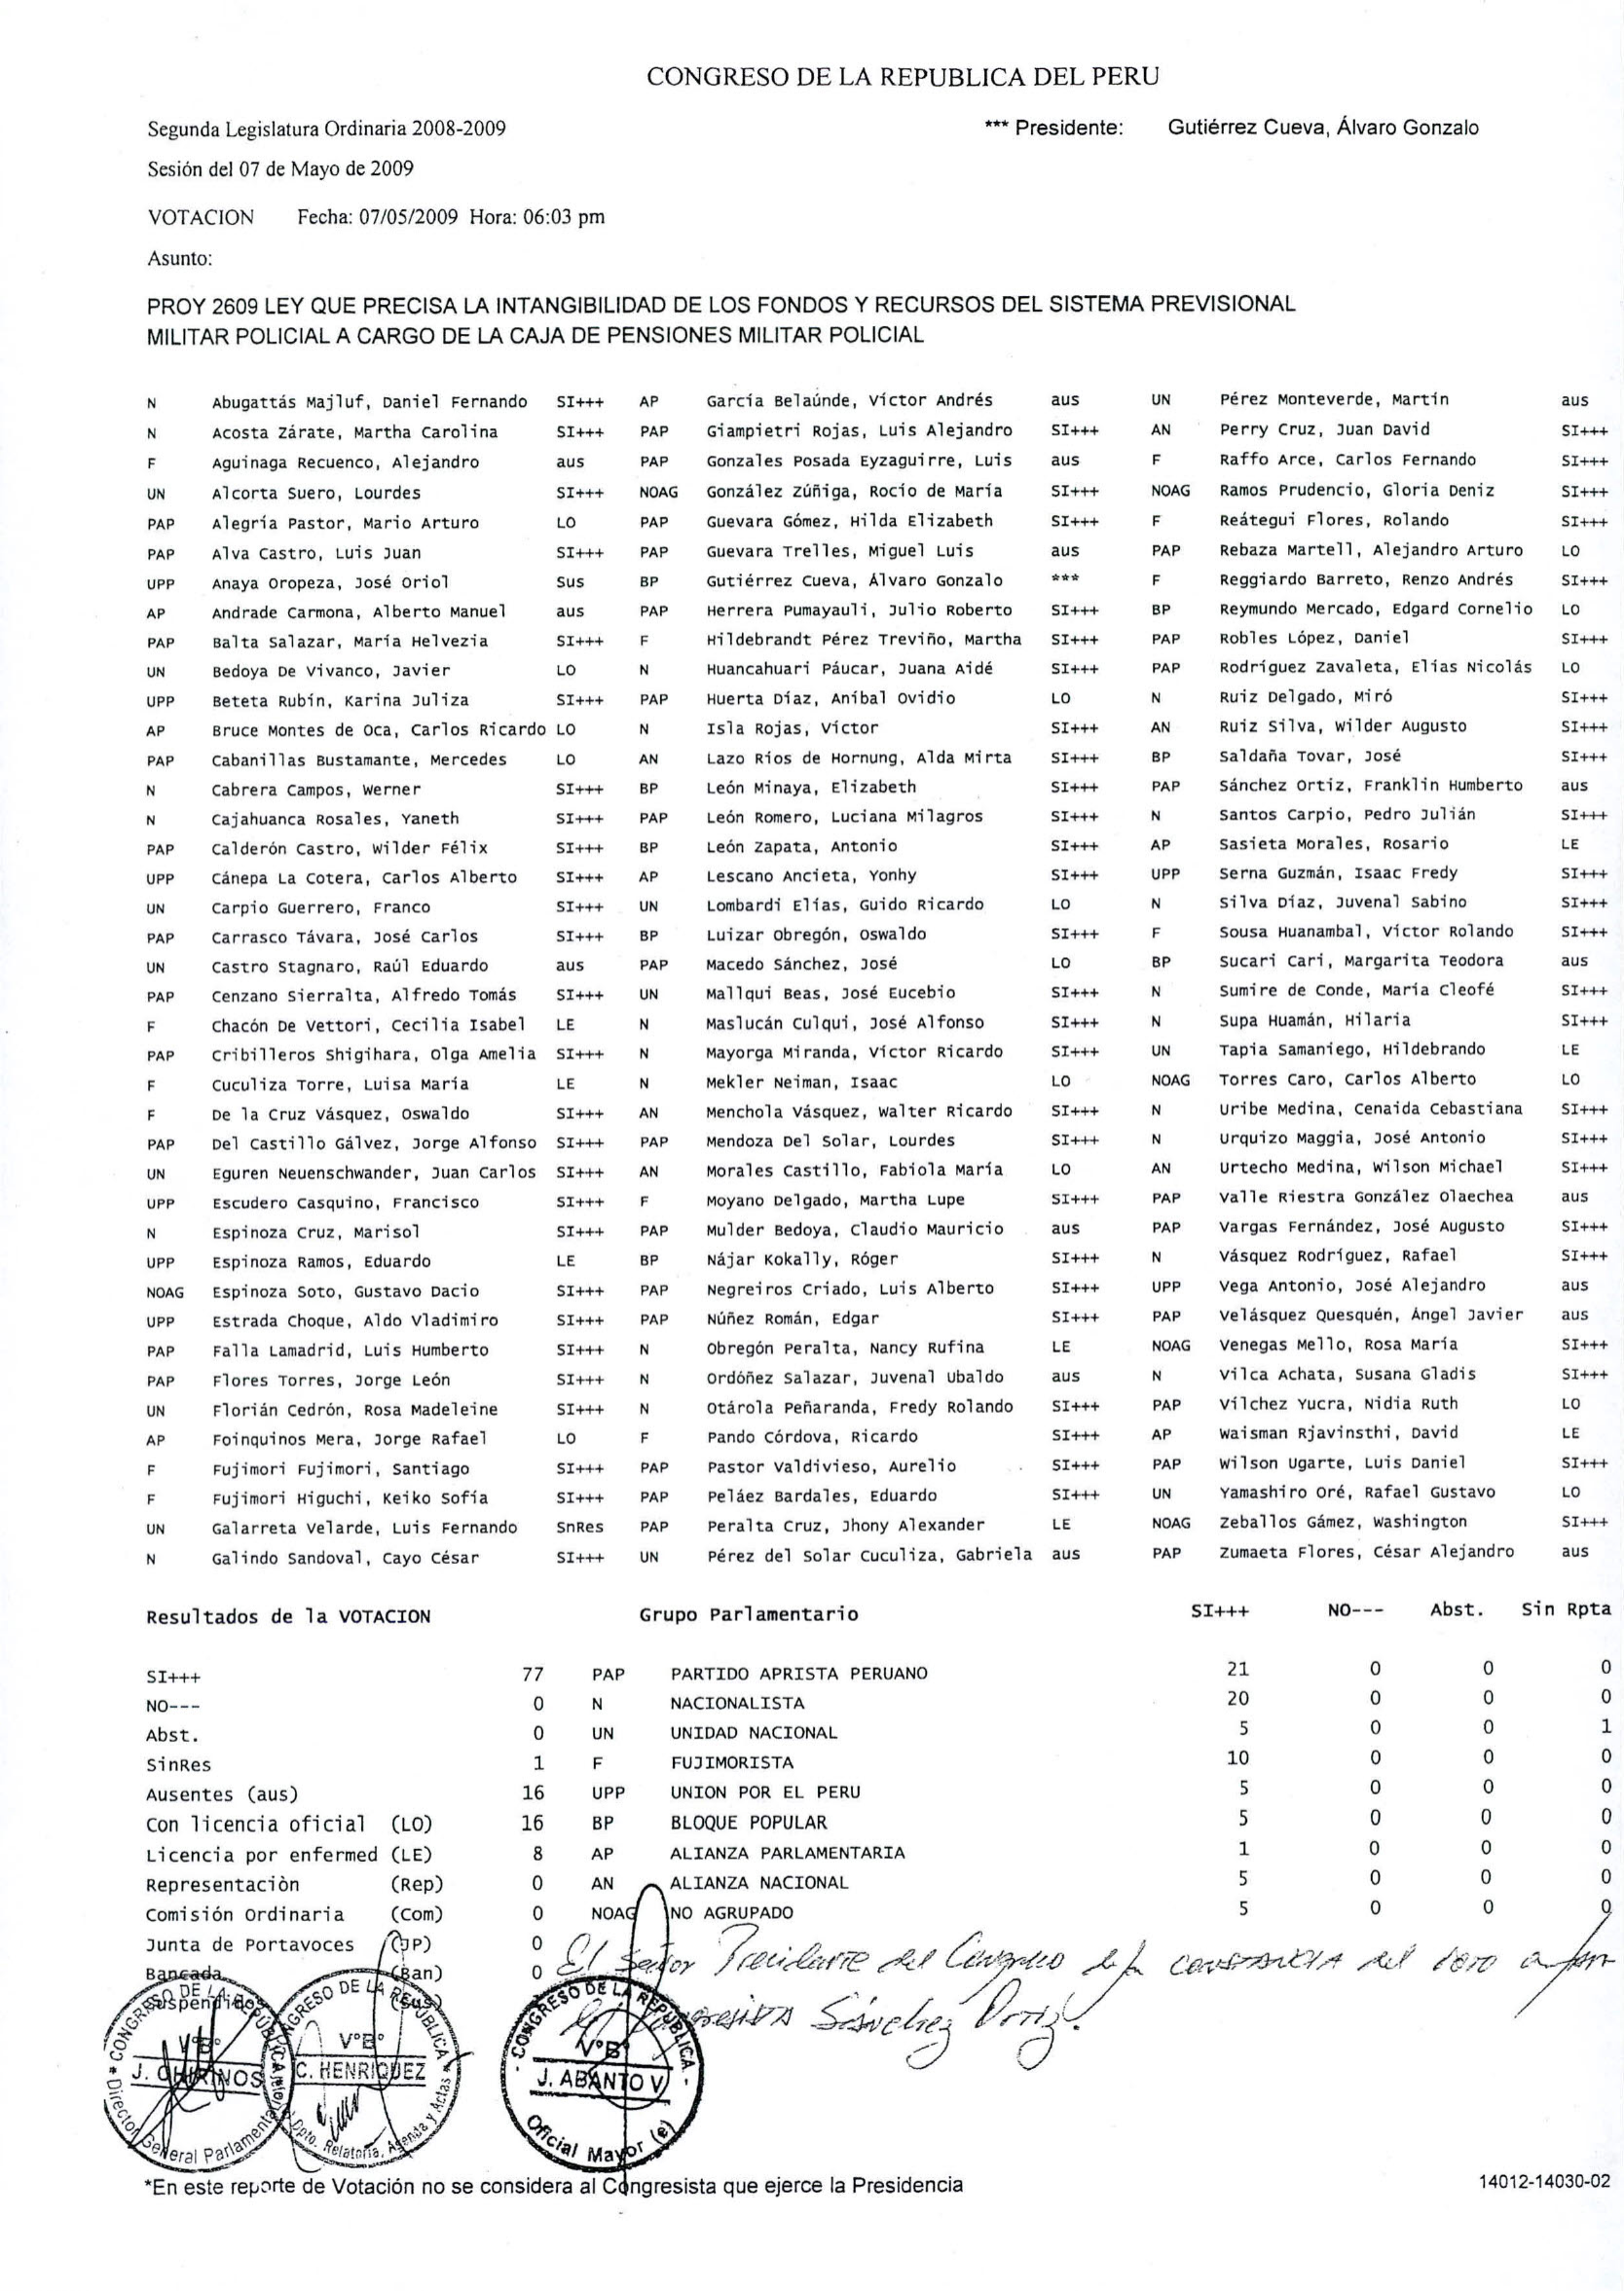 CONGRESO DE LA REPUBLICA DEL PERU
Segunda Legislatura Ordinaria 2008-2009 *** Presidente: Gutiérrez Cueva, Álvaro Gonzalo
Sesión del 07 de Mayo de 2009
VOTACION Fecha: 07/05/2009 Hora: 06:03 pm
Asunto:
PROY 2609 LEY QUE PRECISA LA INTANGIBILIDAD DE LOS FONDOS Y RECURSOS DEL SISTEMA PREVISIONAL
MILITAR POLICIAL A CARGO DE LA CAJA DE PENSIONES MILITAR POLICIAL
N Abugattás Majluf, Daniel Fernando SI+++ AP García Belaúnde, Víctor Andrés aus UN Pérez Monteverde, Martín aus
N Acosta Zárate, Martha Carolina SI+++ PAP Giampietri Rojas, Luis Alejandro SI+++ AN Perry Cruz, Juan David SI+++
F Aguinaga Recuenco, Alejandro aus PAP Gonzales Posada Eyzaguirre, Luis aus F Raffo Arce, Carlos Fernando SI+++
UN Alcorta Suero, Lourdes SI+++ NOAG González Zúñiga, Rocío de María SI+++ NOAG Ramos Prudencio, Gloria Deniz SI+++
PAP Alegría Pastor, Mario Arturo LO PAP Guevara Gómez, Hilda Elizabeth SI+++ F Reátegui Flores, Rolando SI+++
PAP Alva Castro, Luis Juan SI+++ PAP Guevara Trelles, Miguel Luis aus PAP Rebaza Martell, Alejandro Arturo LO
UPP Anaya Oropeza, José Oriol Sus BP Gutiérrez Cueva, Álvaro Gonzalo *** F Reggiardo Barreto, Renzo Andrés SI+++
AP Andrade Carmona, Alberto Manuel aus PAP Herrera Pumayauli, Julio Roberto SI+++ BP Reymundo Mercado, Edgard Cornelio LO
PAP Balta Salazar, María Helvezia SI+++ F Hildebrandt Pérez Treviño, Martha SI+++ PAP Robles López, Daniel SI+++
UN Bedoya De Vivanco, Javier LO N Huancahuari Páucar, Juana Aidé SI+++ PAP Rodríguez Zavaleta, Elías Nicolás LO
UPP Beteta Rubín, Karina Juliza SI+++ PAP Huerta Díaz, Aníbal Ovidio LO N Ruiz Delgado, Miró SI+++
AP Bruce Montes de Oca, Carlos Ricardo LO N Isla Rojas, Víctor SI+++ AN Ruiz Silva, Wilder Augusto SI+++
PAP Cabanillas Bustamante, Mercedes LO AN Lazo Ríos de Hornung, Alda Mirta SI+++ BP Saldaña Tovar, José SI+++
N Cabrera Campos, Werner SI+++ BP León Minaya, Elizabeth SI+++ PAP Sánchez Ortiz, Franklin Humberto aus
N Cajahuanca Rosales, Yaneth SI+++ PAP León Romero, Luciana Milagros SI+++ N Santos Carpio, Pedro Julián SI+++
PAP Calderón Castro, Wilder Félix SI+++ BP León Zapata, Antonio SI+++ AP Sasieta Morales, Rosario LE
UPP Cánepa La Cotera, Carlos Alberto SI+++ AP Lescano Ancieta, Yonhy SI+++ UPP Serna Guzmán, Isaac Fredy SI+++
UN Carpio Guerrero, Franco SI+++ UN Lombardi Elías, Guido Ricardo LO N Silva Díaz, Juvenal Sabino SI+++
PAP Carrasco Távara, José Carlos SI+++ BP Luizar Obregón, Oswaldo SI+++ F Sousa Huanambal, Víctor Rolando SI+++
UN Castro Stagnaro, Raúl Eduardo aus PAP Macedo Sánchez, José LO BP Sucari Cari, Margarita Teodora aus
PAP Cenzano Sierralta, Alfredo Tomás SI+++ UN Mallqui Beas, José Eucebio SI+++ N Sumire de Conde, María Cleofé SI+++
F Chacón De Vettori, Cecilia Isabel LE N Maslucán Culqui, José Alfonso SI+++ N Supa Huamán, Hilaria SI+++
PAP Cribilleros Shigihara, Olga Amelia SI+++ N Mayorga Miranda, Víctor Ricardo SI+++ UN Tapia Samaniego, Hildebrando LE
F Cuculiza Torre, Luisa María LE N Mekler Neiman, Isaac LO NOAG Torres Caro, Carlos Alberto LO
F De la Cruz Vásquez, Oswaldo SI+++ AN Menchola Vásquez, Walter Ricardo SI+++ N Uribe Medina, Cenaida Cebastiana SI+++
PAP Del Castillo Gálvez, Jorge Alfonso SI+++ PAP Mendoza Del Solar, Lourdes SI+++ N Urquizo Maggia, José Antonio SI+++
UN Eguren Neuenschwander, Juan Carlos SI+++ AN Morales Castillo, Fabiola María LO AN Urtecho Medina, Wilson Michael SI+++
UPP Escudero Casquino, Francisco SI+++ F Moyano Delgado, Martha Lupe SI+++ PAP Valle Riestra González Olaechea aus
N Espinoza Cruz, Marisol SI+++ PAP Mulder Bedoya, Claudio Mauricio aus PAP Vargas Fernández, José Augusto SI+++
UPP Espinoza Ramos, Eduardo LE BP Nájar Kokally, Róger SI+++ N Vásquez Rodríguez, Rafael SI+++
NOAG Espinoza Soto, Gustavo Dacio SI+++ PAP Negreiros Criado, Luis Alberto SI+++ UPP Vega Antonio, José Alejandro aus
UPP Estrada Choque, Aldo Vladimiro SI+++ PAP Núñez Román, Edgar SI+++ PAP Velásquez Quesquén, Ángel Javier aus
PAP Falla Lamadrid, Luis Humberto SI+++ N Obregón Peralta, Nancy Rufina LE NOAG Venegas Mello, Rosa María SI+++
PAP Flores Torres, Jorge León SI+++ N Ordóñez Salazar, Juvenal Ubaldo aus N Vilca Achata, Susana Gladis SI+++
UN Florián Cedrón, Rosa Madeleine SI+++ N Otárola Peñaranda, Fredy Rolando SI+++ PAP Vílchez Yucra, Nidia Ruth LO
AP Foinquinos Mera, Jorge Rafael LO F Pando Córdova, Ricardo SI+++ AP Waisman Rjavinsthi, David LE
F Fujimori Fujimori, Santiago SI+++ PAP Pastor Valdivieso, Aurelio SI+++ PAP Wilson Ugarte, Luis Daniel SI+++
F Fujimori Higuchi, Keiko Sofía SI+++ PAP Peláez Bardales, Eduardo SI+++ UN Yamashiro Oré, Rafael Gustavo LO
UN Galarreta Velarde, Luis Fernando SnRes PAP Peralta Cruz, Jhony Alexander LE NOAG Zeballos Gámez, Washington SI+++
N Galindo Sandoval, Cayo César SI+++ UN Pérez del Solar Cuculiza, Gabriela aus PAP Zumaeta Flores, César Alejandro aus
Resultados de la VOTACION Grupo Parlamentario SI+++ NO--- Abst. Sin Rpta
SI+++ 77 PAP PARTIDO APRISTA PERUANO 21 0 0 0
NO--- 0 N NACIONALISTA 20 0 0 0
Abst. 0 UN UNIDAD NACIONAL 5 0 0 1
SinRes 1 F FUJIMORISTA 10 0 0 0
Ausentes (aus) 16 UPP UNION POR EL PERU 5 0 0 0
Con licencia oficial (LO) 16 BP BLOQUE POPULAR 5 0 0 0
Licencia por enfermed (LE) 8 AP ALIANZA PARLAMENTARIA 1 0 0 0
Representaciòn (Rep) 0 AN ALIANZA NACIONAL 5 0 0 0
Comisión Ordinaria (Com) 0 NOAG NO AGRUPADO 5 0 0 0
Junta de Portavoces (JP) 0
Bancada (Ban) 0
Suspendidos (Sus)
El Señor Presidente del Congreso deja constancia del voto a favor
del Congresista Sánchez Ortiz.
CONGRESO DE LA REPUBLICA V°B° J. CHIRINOS Director General Parlamentario
CONGRESO DE LA REPUBLICA V°B° C. HENRIQUEZ Dpto. Relatoría, Agenda y Actas
CONGRESO DE LA REPUBLICA V°B° J. ABANTO V. Oficial Mayor (e)
*En este reporte de Votación no se considera al Congresista que ejerce la Presidencia 14012-14030-02